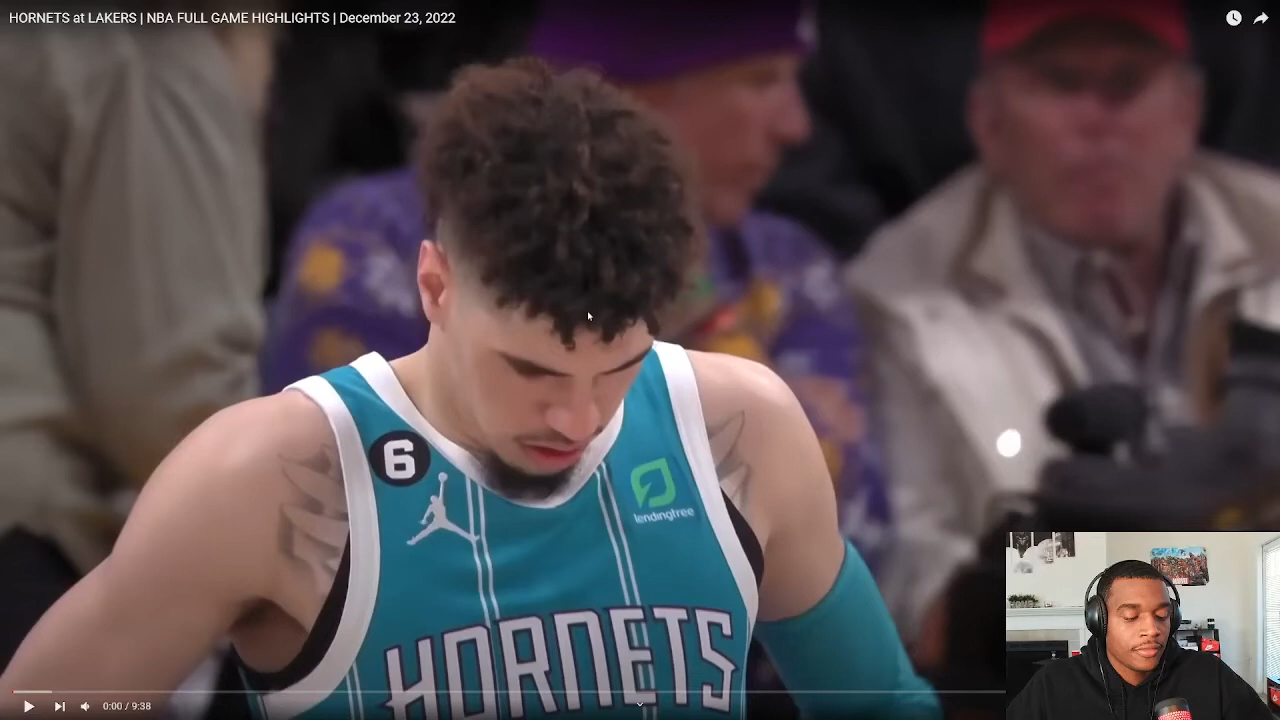 HORNETS at LAKERS | NBA FULL GAME HIGHLIGHTS | December 23, 2022
6
lendingtree
HORNETS
0:00 / 9:38